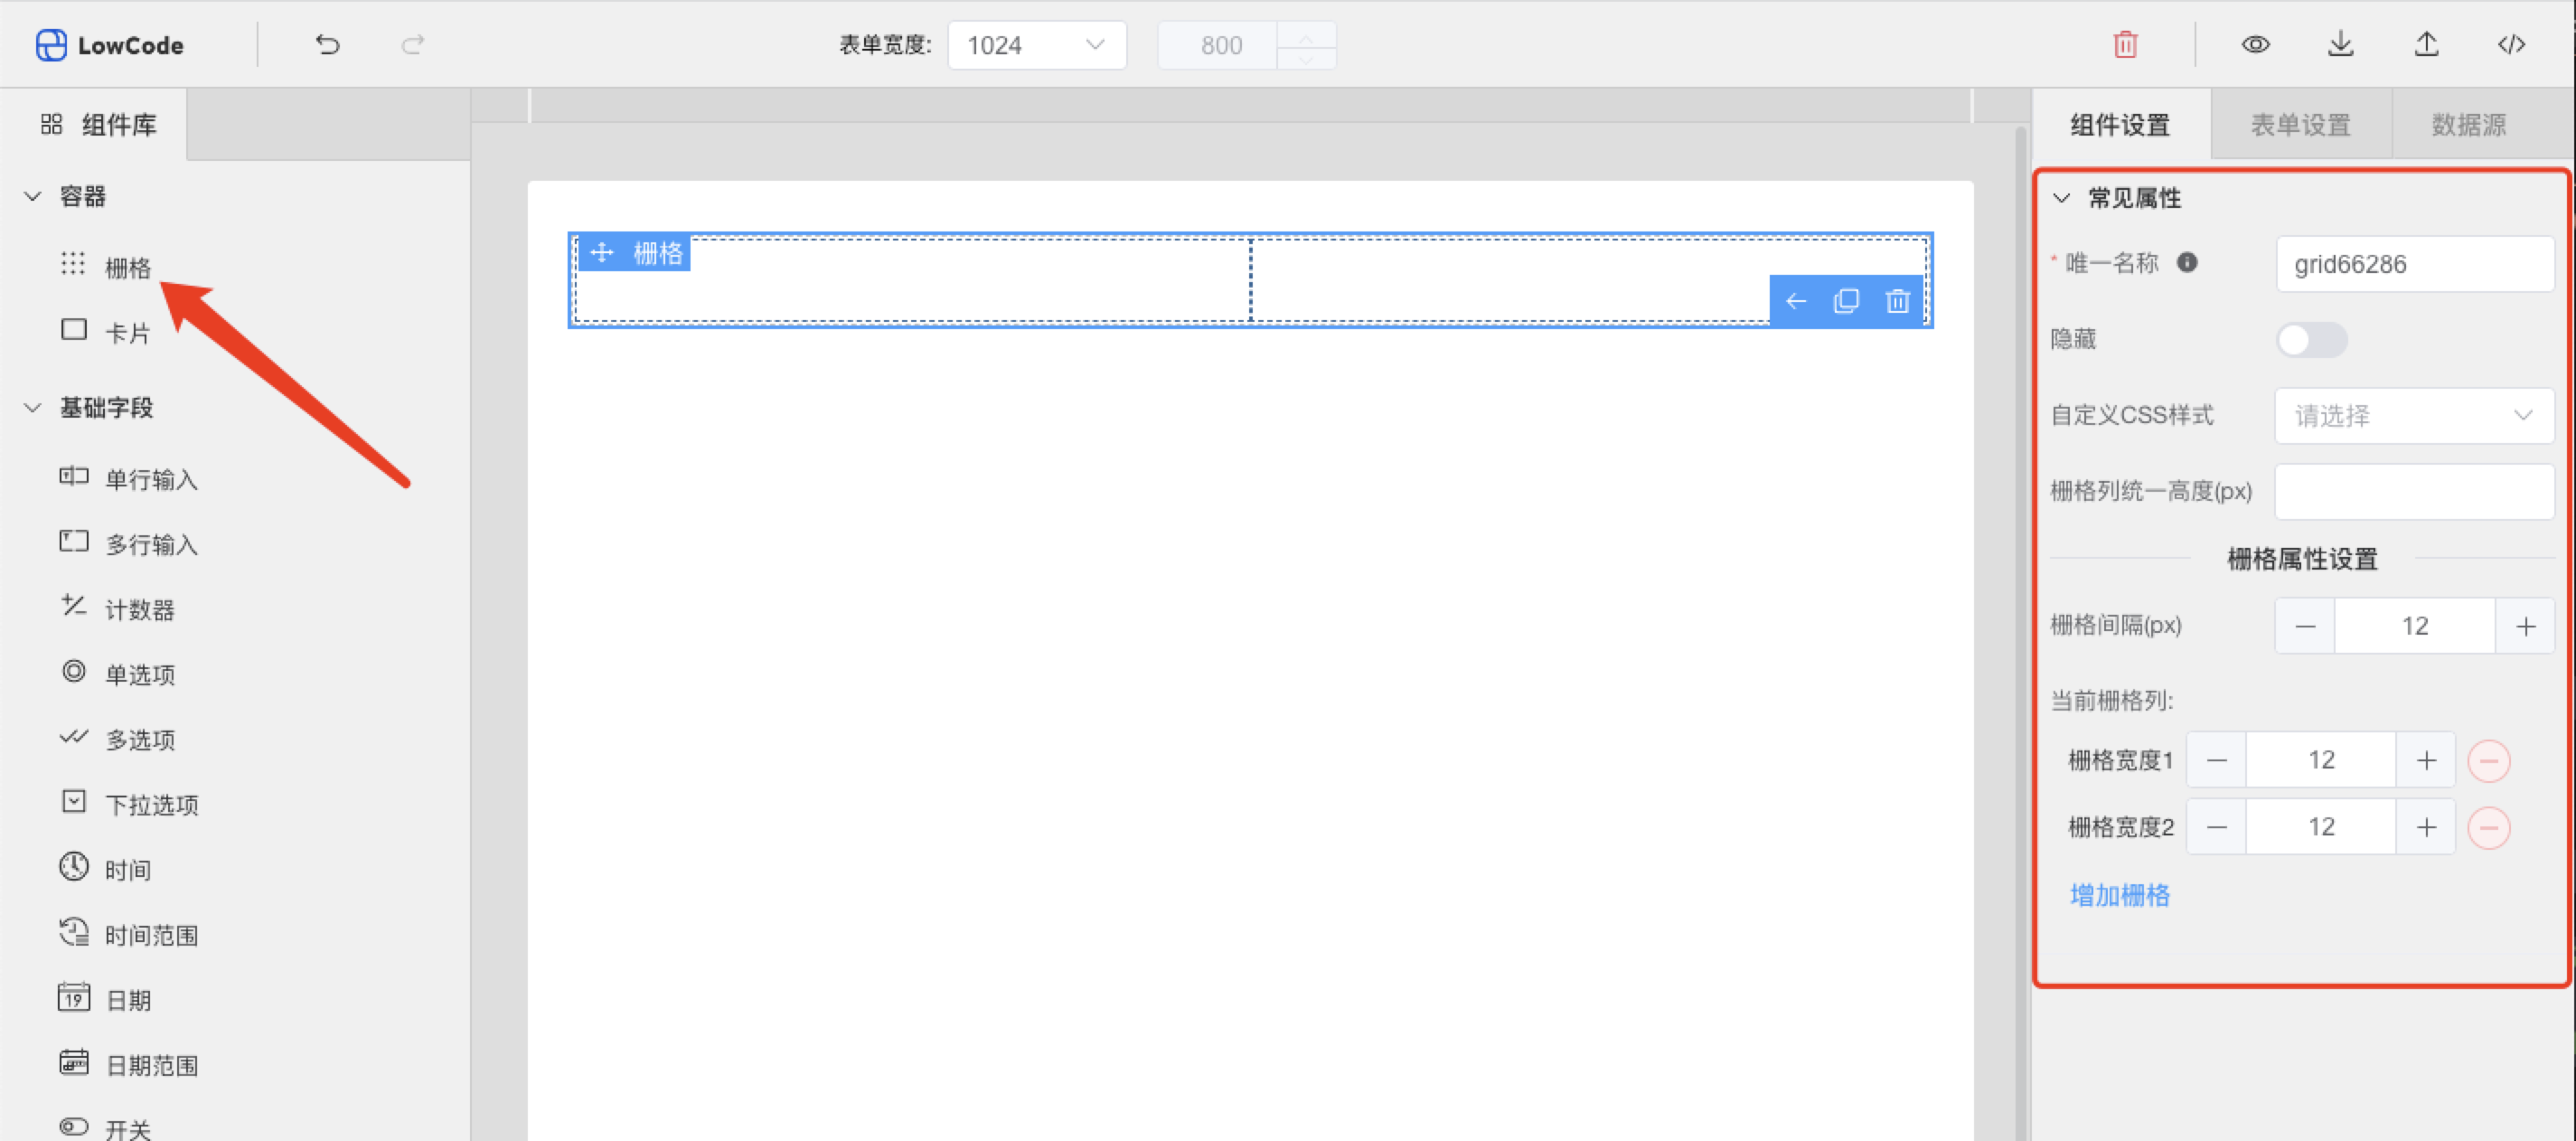 LowCode
表单宽度:
1024
800
组件库
容器
栅格
卡片
基础字段
单行输入
多行输入
计数器
单选项
多选项
下拉选项
时间
时间范围
19
日期
日期范围
开关
栅格
组件设置
表单设置
数据源
常见属性
* 唯一名称
grid66286
隐藏
自定义CSS样式
请选择
栅格列统一高度(px)
栅格属性设置
栅格间隔(px)
12
当前栅格列:
栅格宽度1
12
栅格宽度2
12
增加栅格